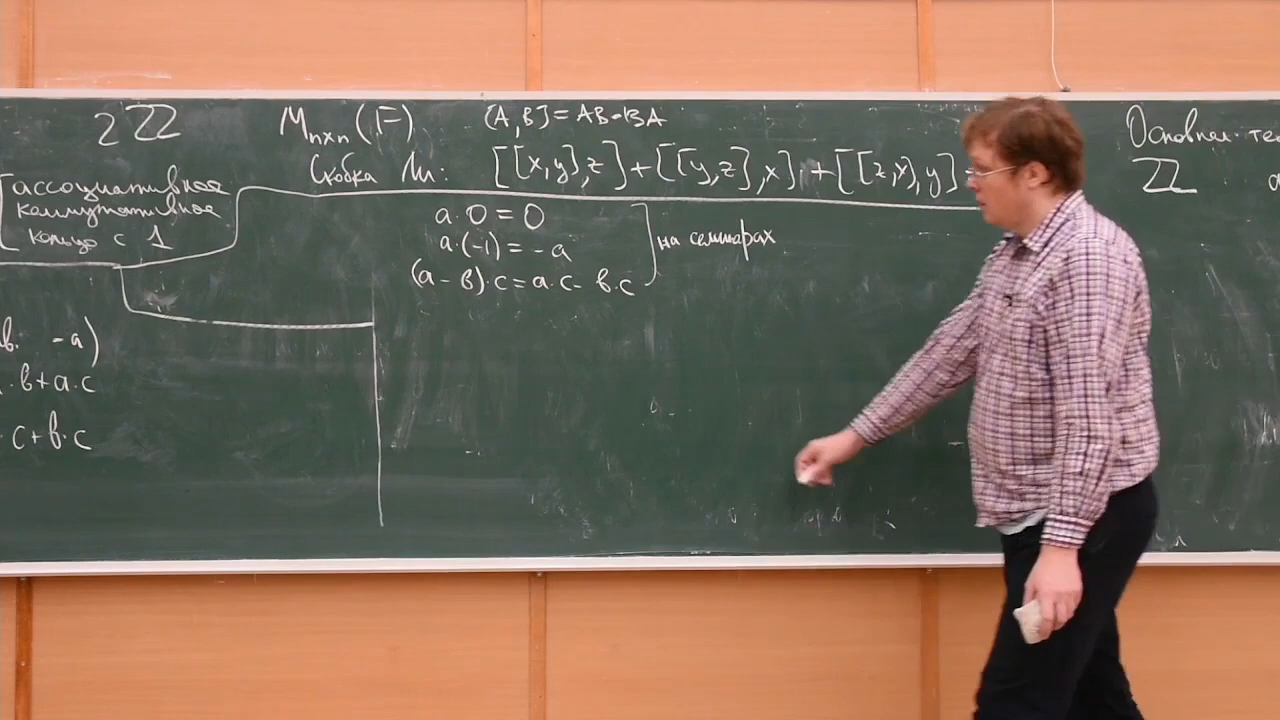 2ℤ
M_{n×n}(F)
[A,B]=AB-BA
Скобка Ли: [[x,y],z]+[[y,z],x]+[[z,x],y]=
ассоциативное
коммутативное
кольцо с 1
a·0=0
a·(-1)=-a
(a-b)·c=a·c-b·c
на семинарах
-a)
·b+a·c
c+b·c
Основная те
ℤ a